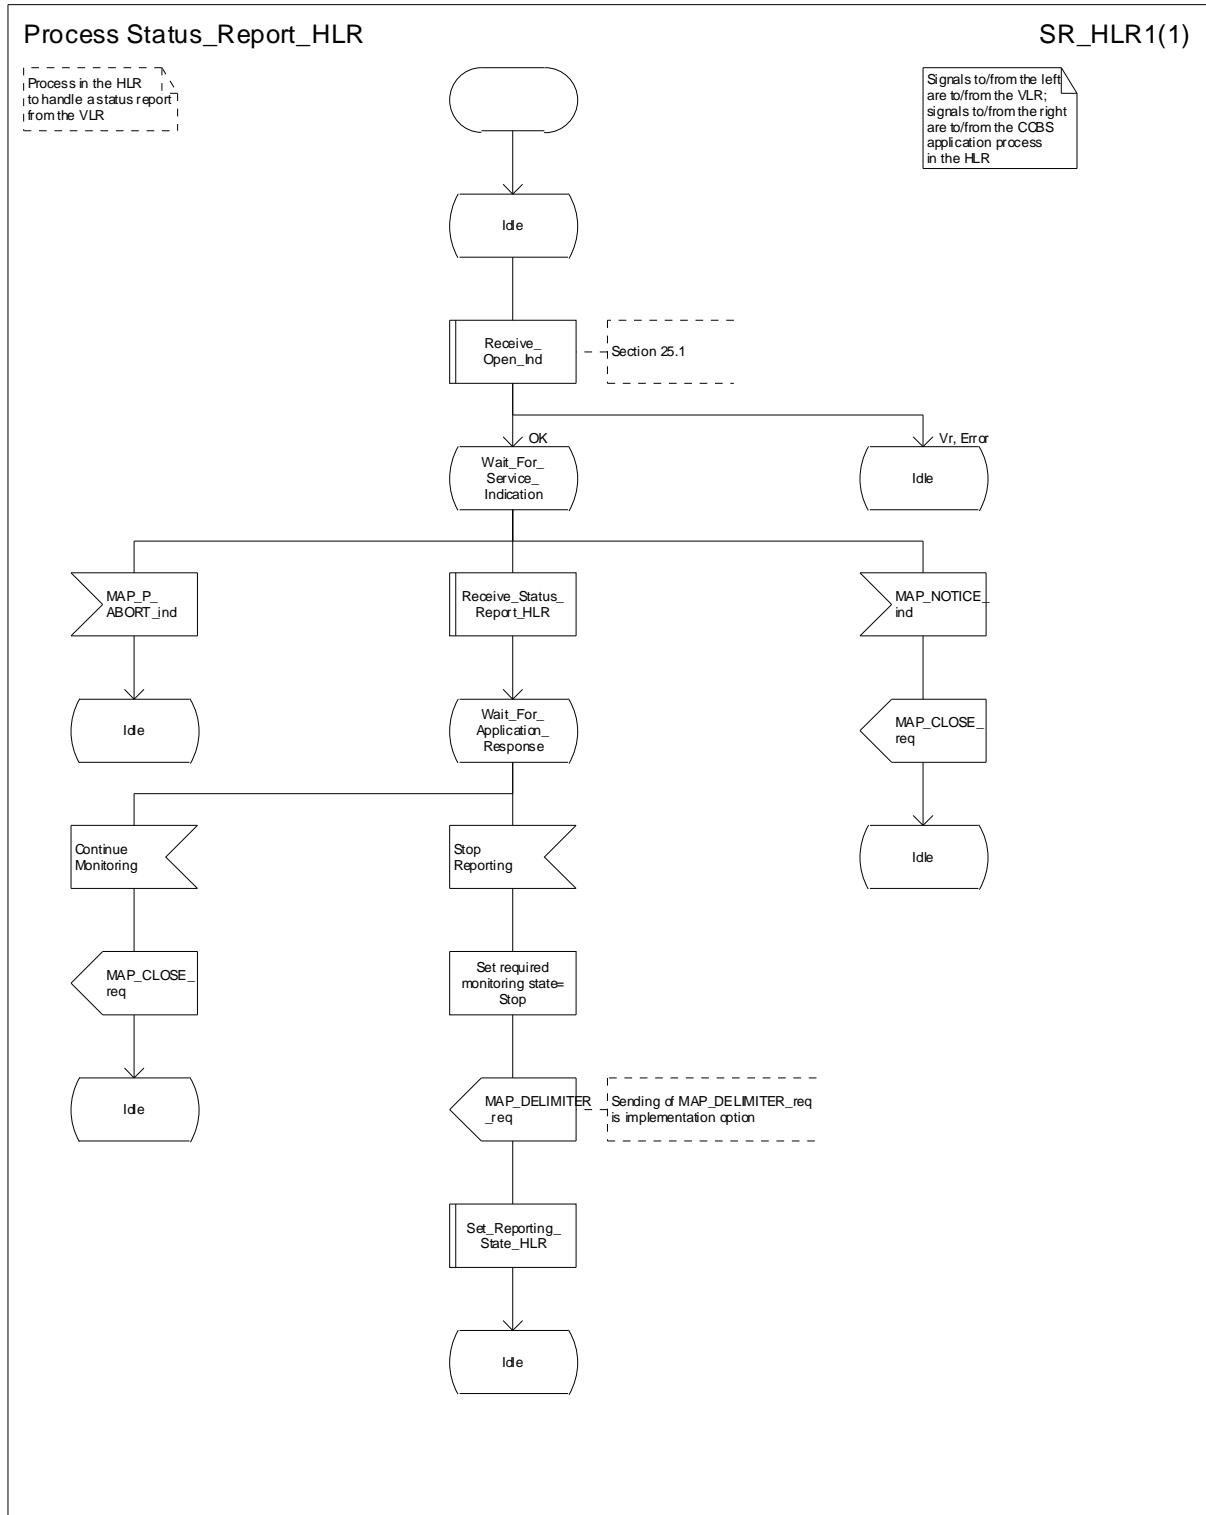 Process Status_Report_HLR
SR_HLR1(1)
Process in the HLR
to handle a status report
from the VLR
Signals to/from the left
are to/from the VLR;
signals to/from the right
are to/from the CCBS
application process
in the HLR
Idle
Receive_
Open_Ind
Section 25.1
OK
Vr, Error
Wait_For_
Service_
Indication
Idle
MAP_P_
ABORT_ind
Receive_Status_
Report_HLR
MAP_NOTICE_
ind
Idle
Wait_For_
Application_
Response
MAP_CLOSE_
req
Continue
Monitoring
Stop
Reporting
Idle
MAP_CLOSE_
req
Set required
monitoring state=
Stop
Idle
MAP_DELIMITER
_req
Sending of MAP_DELIMITER_req
is implementation option
Set_Reporting_
State_HLR
Idle